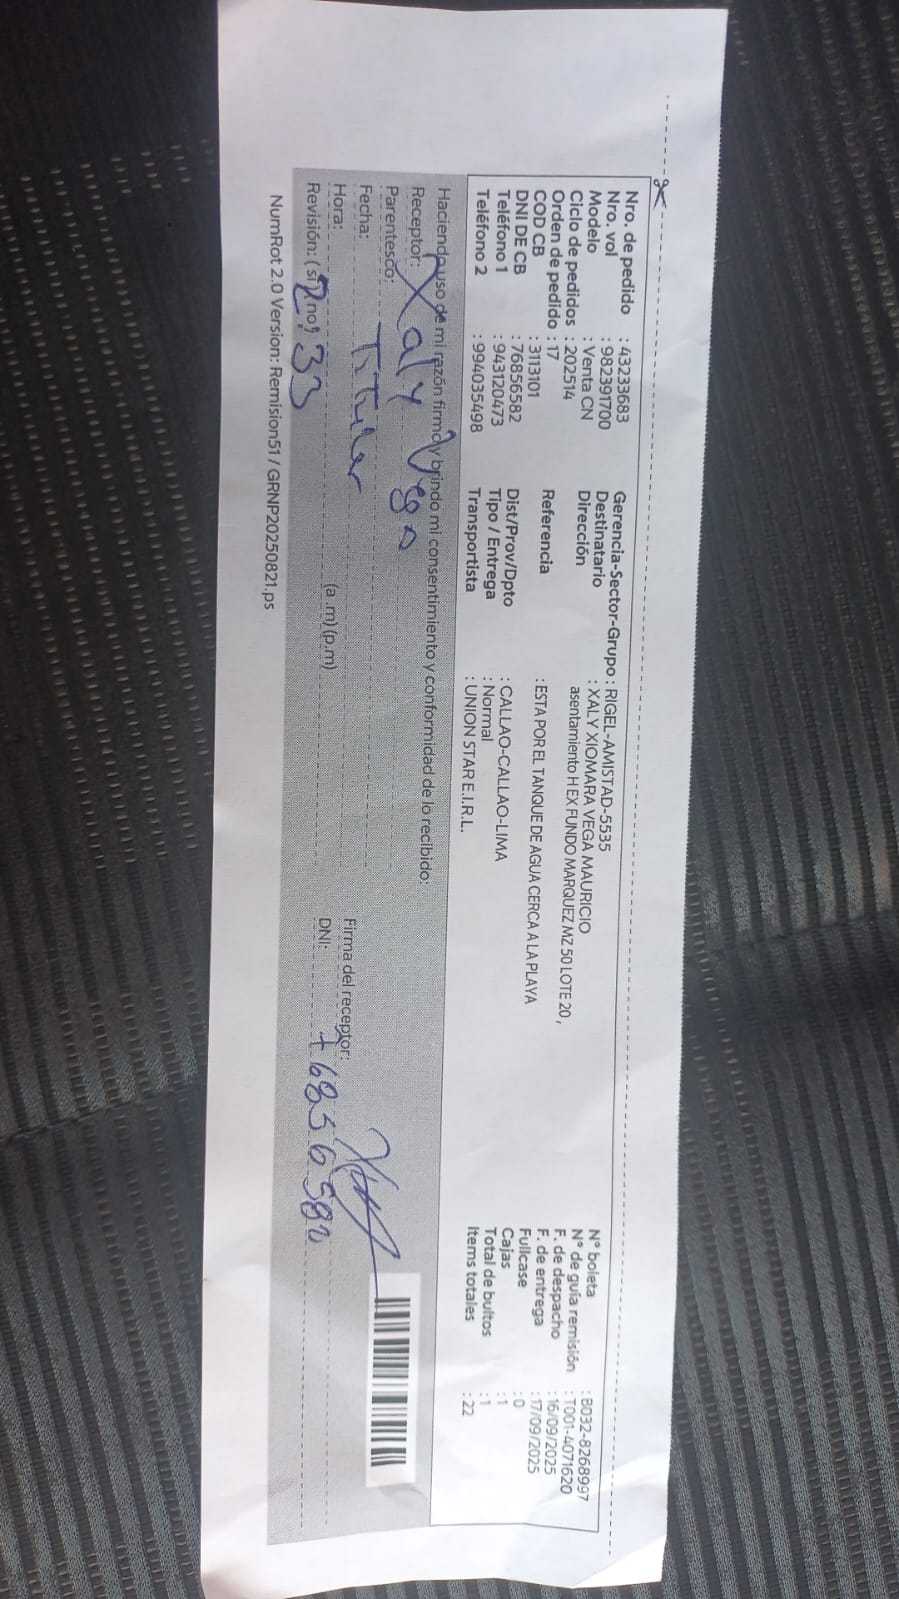 Nro. de pedido : 43233683
Nro. vol : 982391700
Modelo : Venta CN
Ciclo de pedidos : 202514
Orden de pedido : 17
COD CB : 3113101
DNI DE CB : 76856582
Teléfono 1 : 943120473
Teléfono 2 : 994035498
Gerencia-Sector-Grupo : RIGEL-AMISTAD-5535
Destinatario : XALY XIOMARA VEGA MAURICIO
Dirección asentamiento H EX FUNDO MARQUEZ MZ 50 LOTE 20 ,
Referencia : ESTA POR EL TANQUE DE AGUA CERCA A LA PLAYA
Dist/Prov/Dpto : CALLAO-CALLAO-LIMA
Tipo / Entrega : Normal
Transportista : UNION STAR E.I.R.L.
N° boleta : B032-8268997
N° de guía remisión : T001-4071620
F. de despacho : 16/09/2025
F. de entrega : 17/09/2025
Fullcase : 0
Cajas : 1
Total de bultos : 1
Items totales : 22
Haciendo uso de mi razón firmo y brindo mi consentimiento y conformidad de lo recibido:
Receptor: Xaly Vega
Parentesco: Titular
Fecha:
Hora: 2:33 (a .m) (p.m)
Revisión: ( si ) ( no )
Firma del receptor:
DNI: 76856582
NumRot 2.0 Version: Remision51 / GRNP20250821.ps